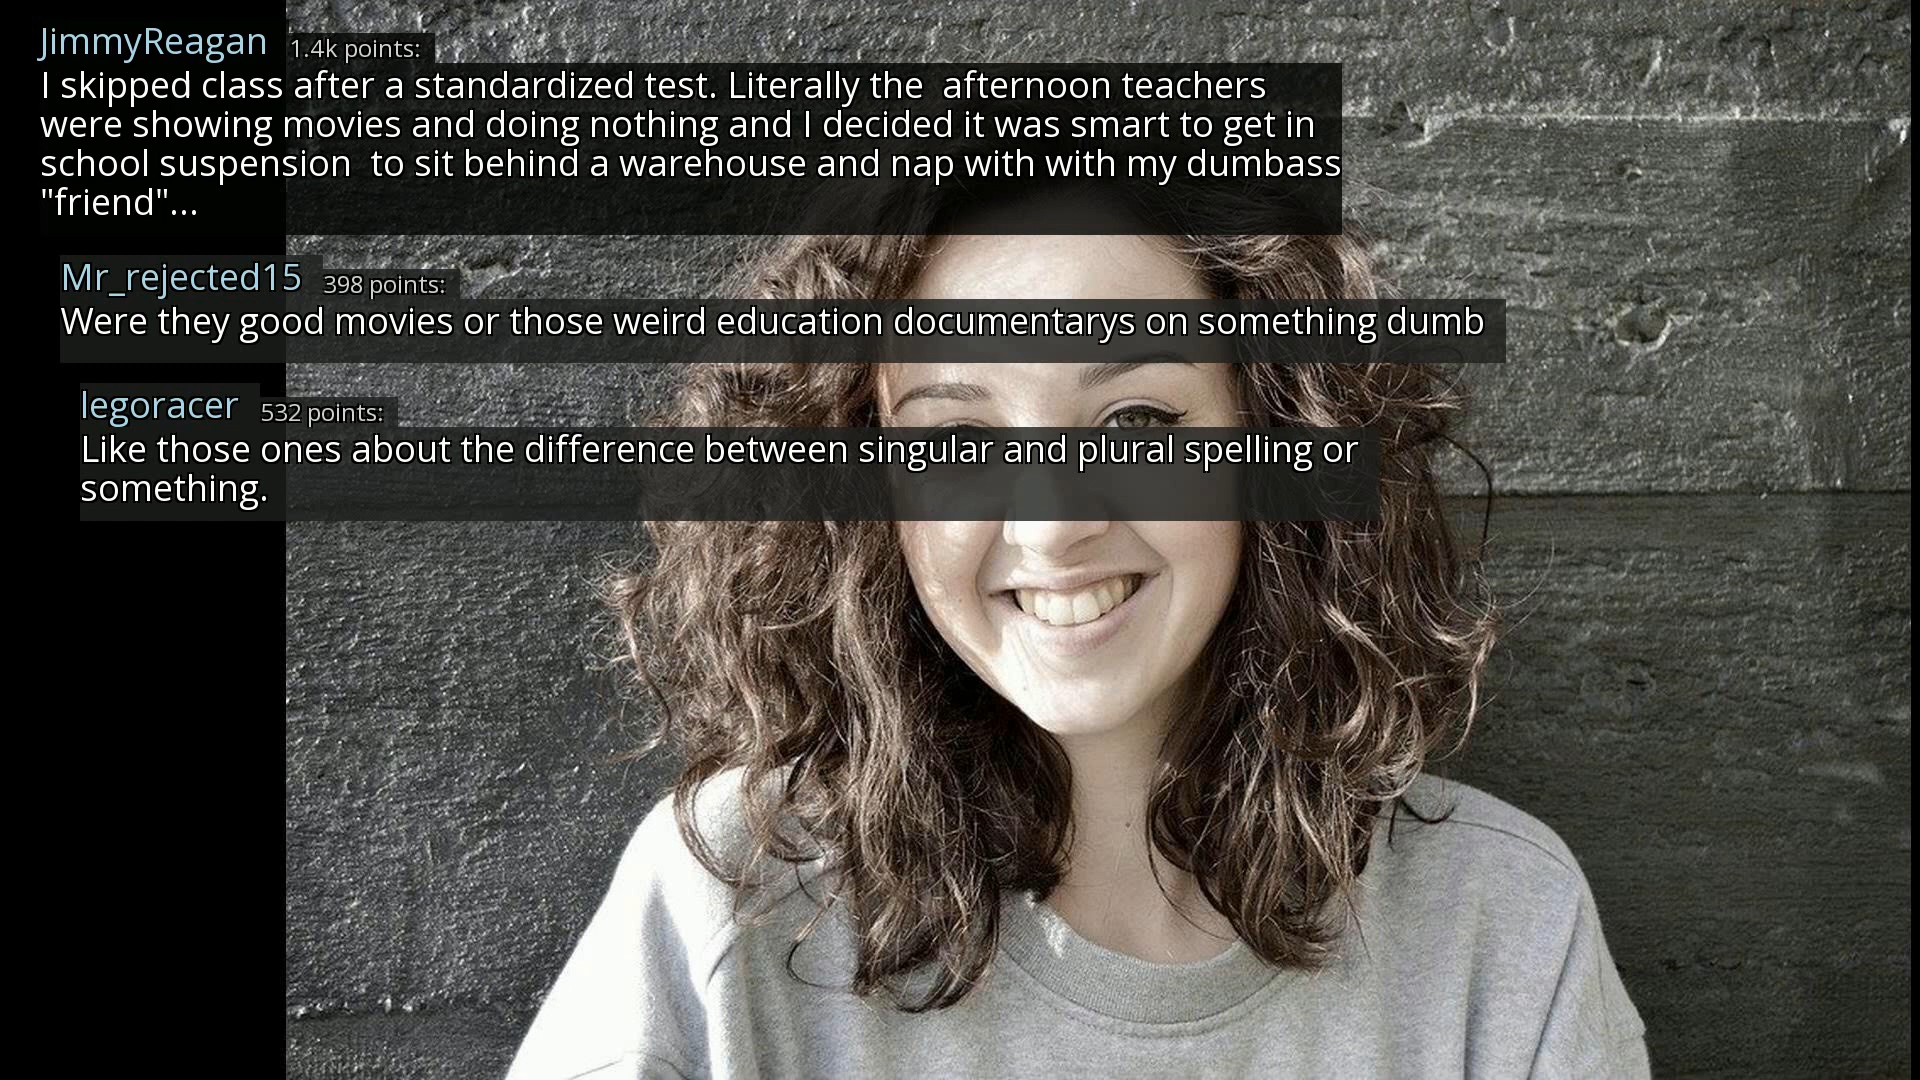 JimmyReagan 1.4k points:
I skipped class after a standardized test. Literally the  afternoon teachers
were showing movies and doing nothing and I decided it was smart to get in
school suspension  to sit behind a warehouse and nap with with my dumbass
"friend"...
Mr_rejected15 398 points:
Were they good movies or those weird education documentarys on something dumb
legoracer 532 points:
Like those ones about the difference between singular and plural spelling or
something.